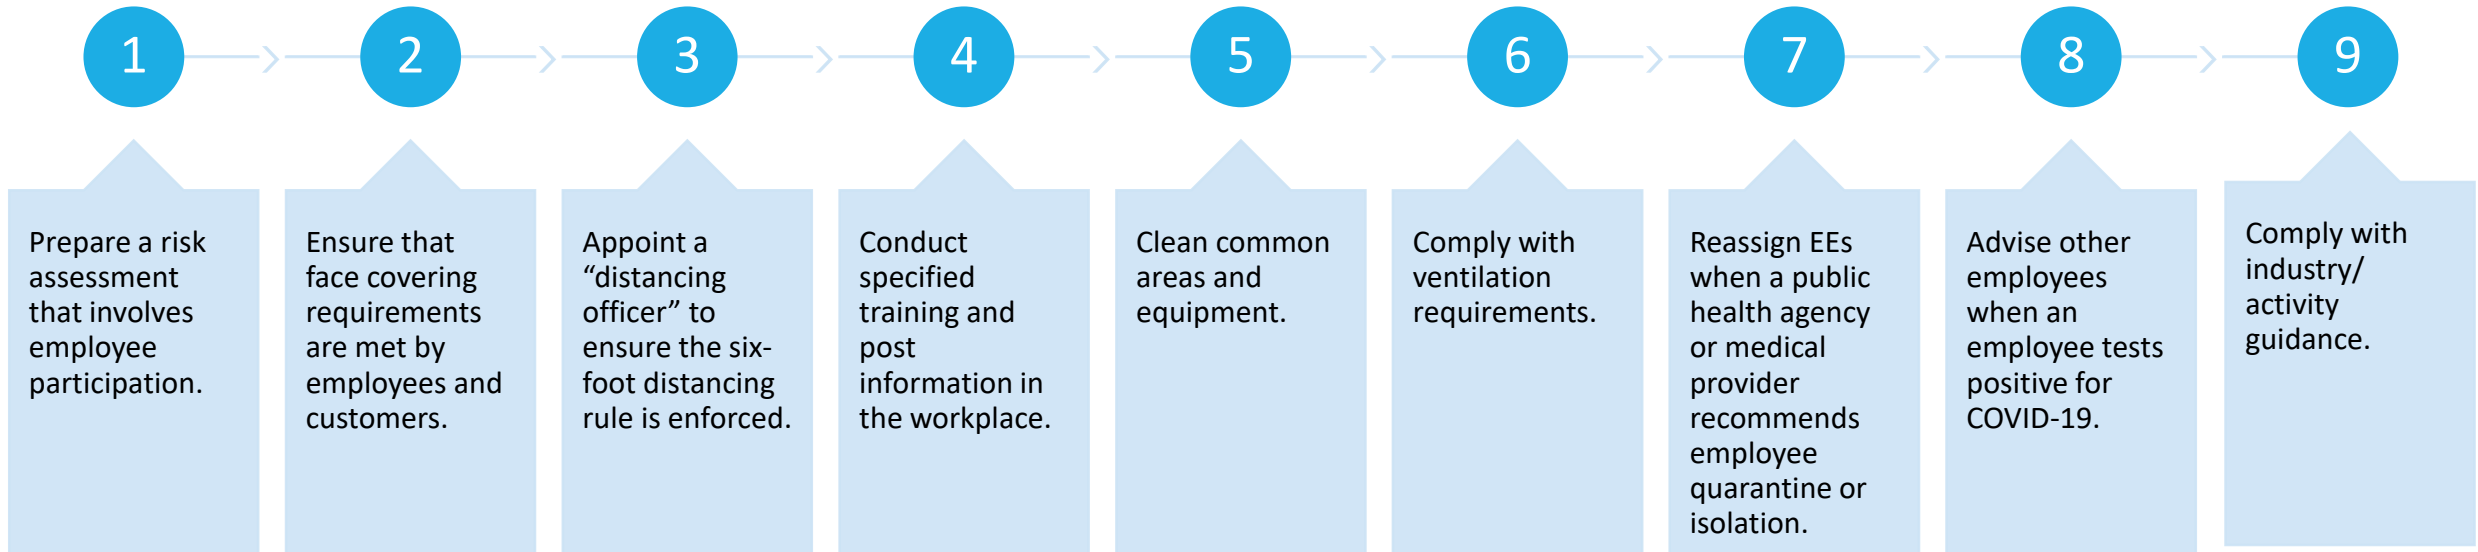 1
Prepare a risk
assessment
that involves
employee
participation.
2
Ensure that
face covering
requirements
are met by
employees and
customers.
3
Appoint a
“distancing
officer” to
ensure the six-
foot distancing
rule is enforced.
4
Conduct
specified
training and
post
information in
the workplace.
5
Clean common
areas and
equipment.
6
Comply with
ventilation
requirements.
7
Reassign EEs
when a public
health agency
or medical
provider
recommends
employee
quarantine or
isolation.
8
Advise other
employees
when an
employee tests
positive for
COVID-19.
9
Comply with
industry/
activity
guidance.